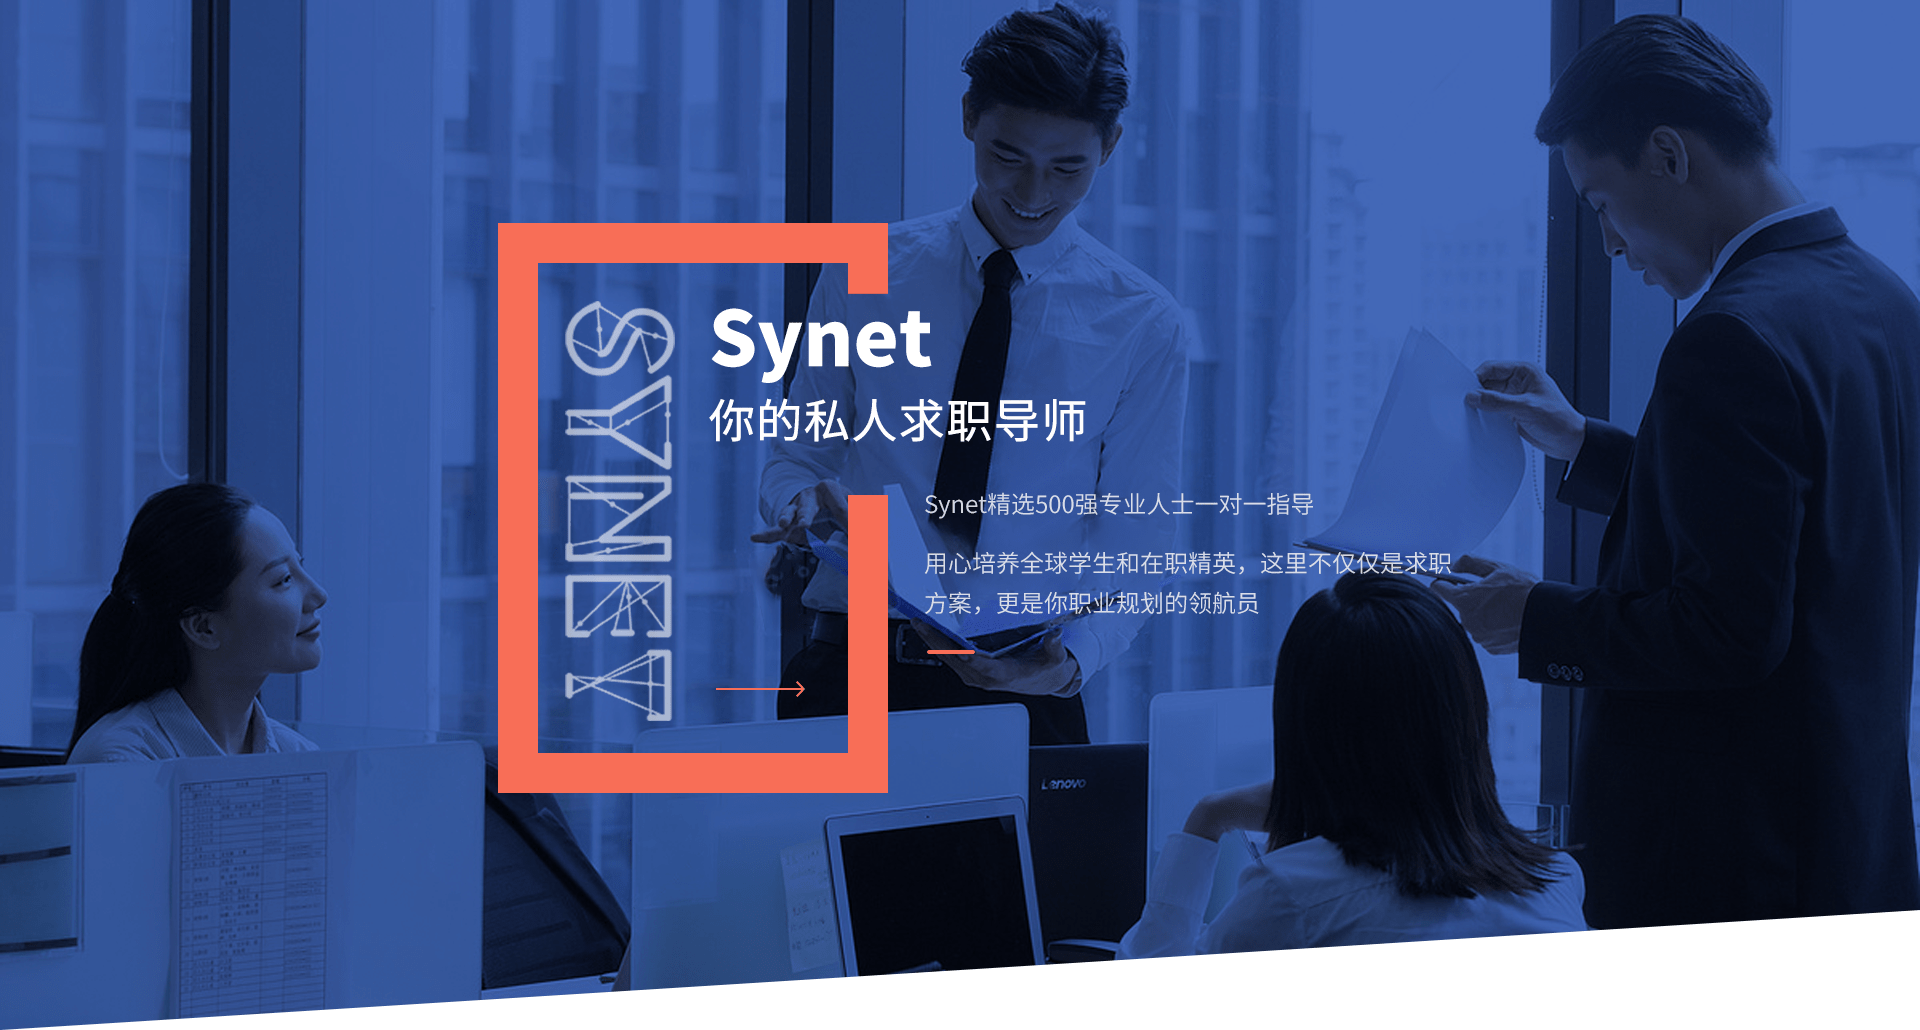 SYNET
Synet
你的私人求职导师
Synet精选500强专业人士一对一指导
用心培养全球学生和在职精英，这里不仅仅是求职
方案，更是你职业规划的领航员
Lenovo